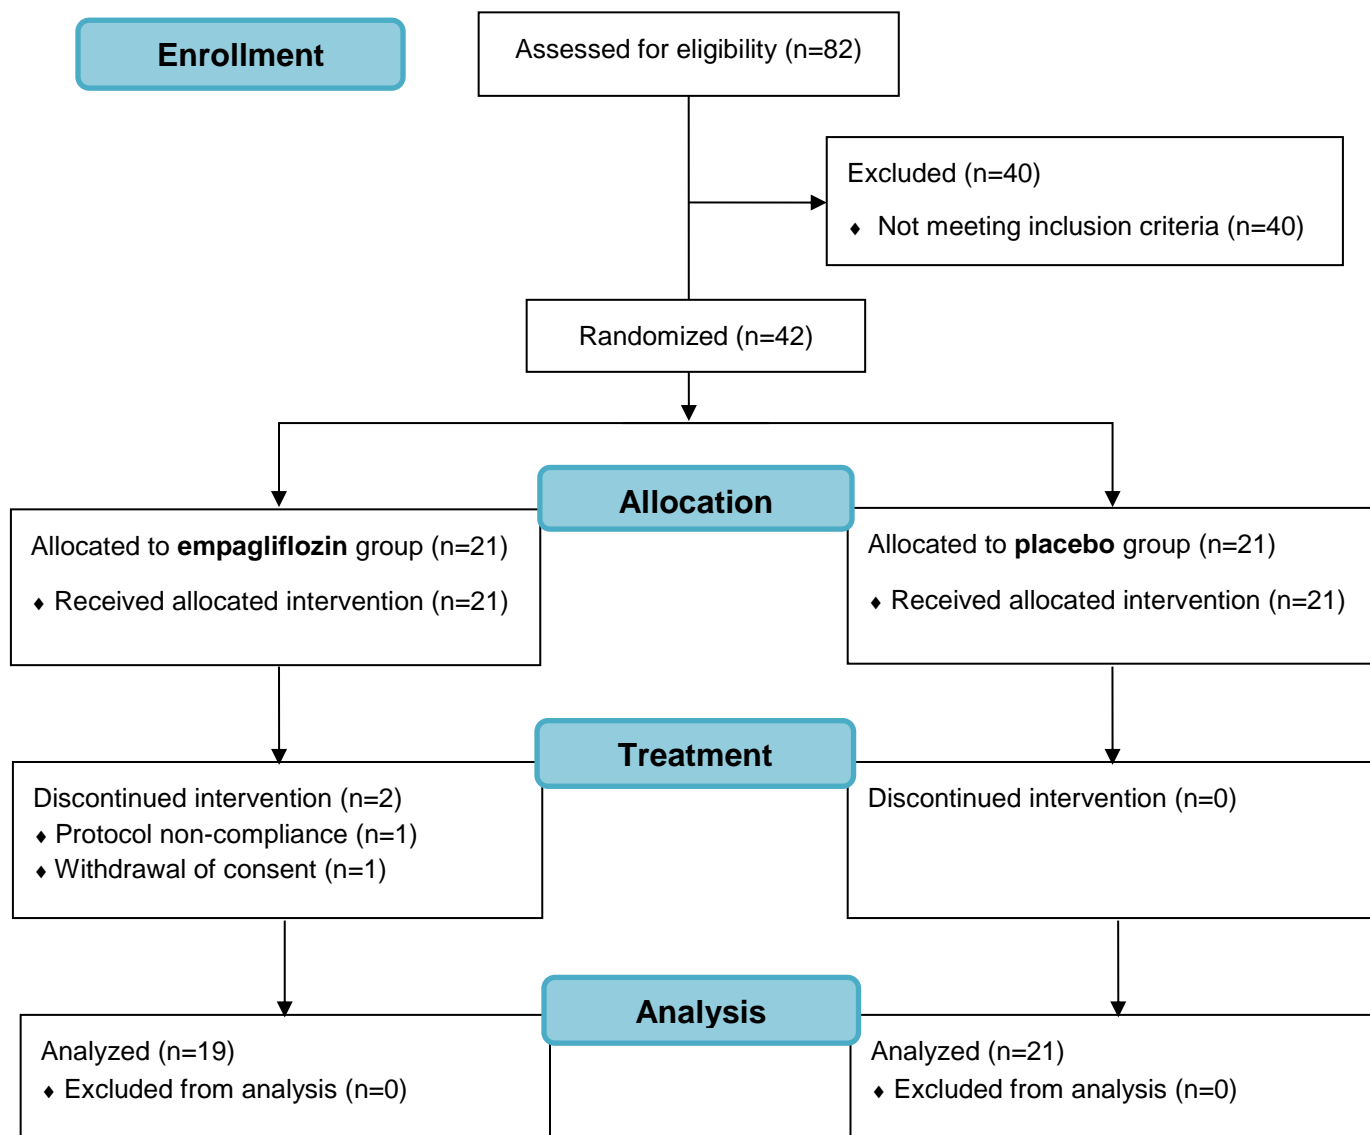 Enrollment
Assessed for eligibility (n=82)
Excluded (n=40)
♦ Not meeting inclusion criteria (n=40)
Randomized (n=42)
Allocation
Allocated to empagliflozin group (n=21)
♦ Received allocated intervention (n=21)
Allocated to placebo group (n=21)
♦ Received allocated intervention (n=21)
Treatment
Discontinued intervention (n=2)
♦ Protocol non-compliance (n=1)
♦ Withdrawal of consent (n=1)
Discontinued intervention (n=0)
Analysis
Analyzed (n=19)
♦ Excluded from analysis (n=0)
Analyzed (n=21)
♦ Excluded from analysis (n=0)